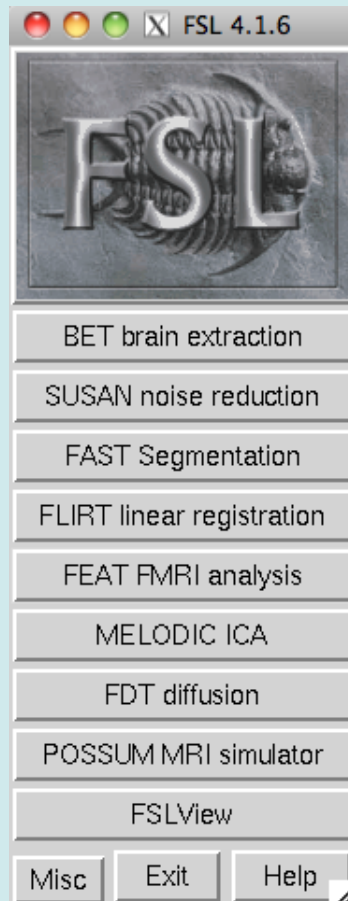 FSL 4.1.6
FSL
BET brain extraction
SUSAN noise reduction
FAST Segmentation
FLIRT linear registration
FEAT FMRI analysis
MELODIC ICA
FDT diffusion
POSSUM MRI simulator
FSLView
Misc Exit Help